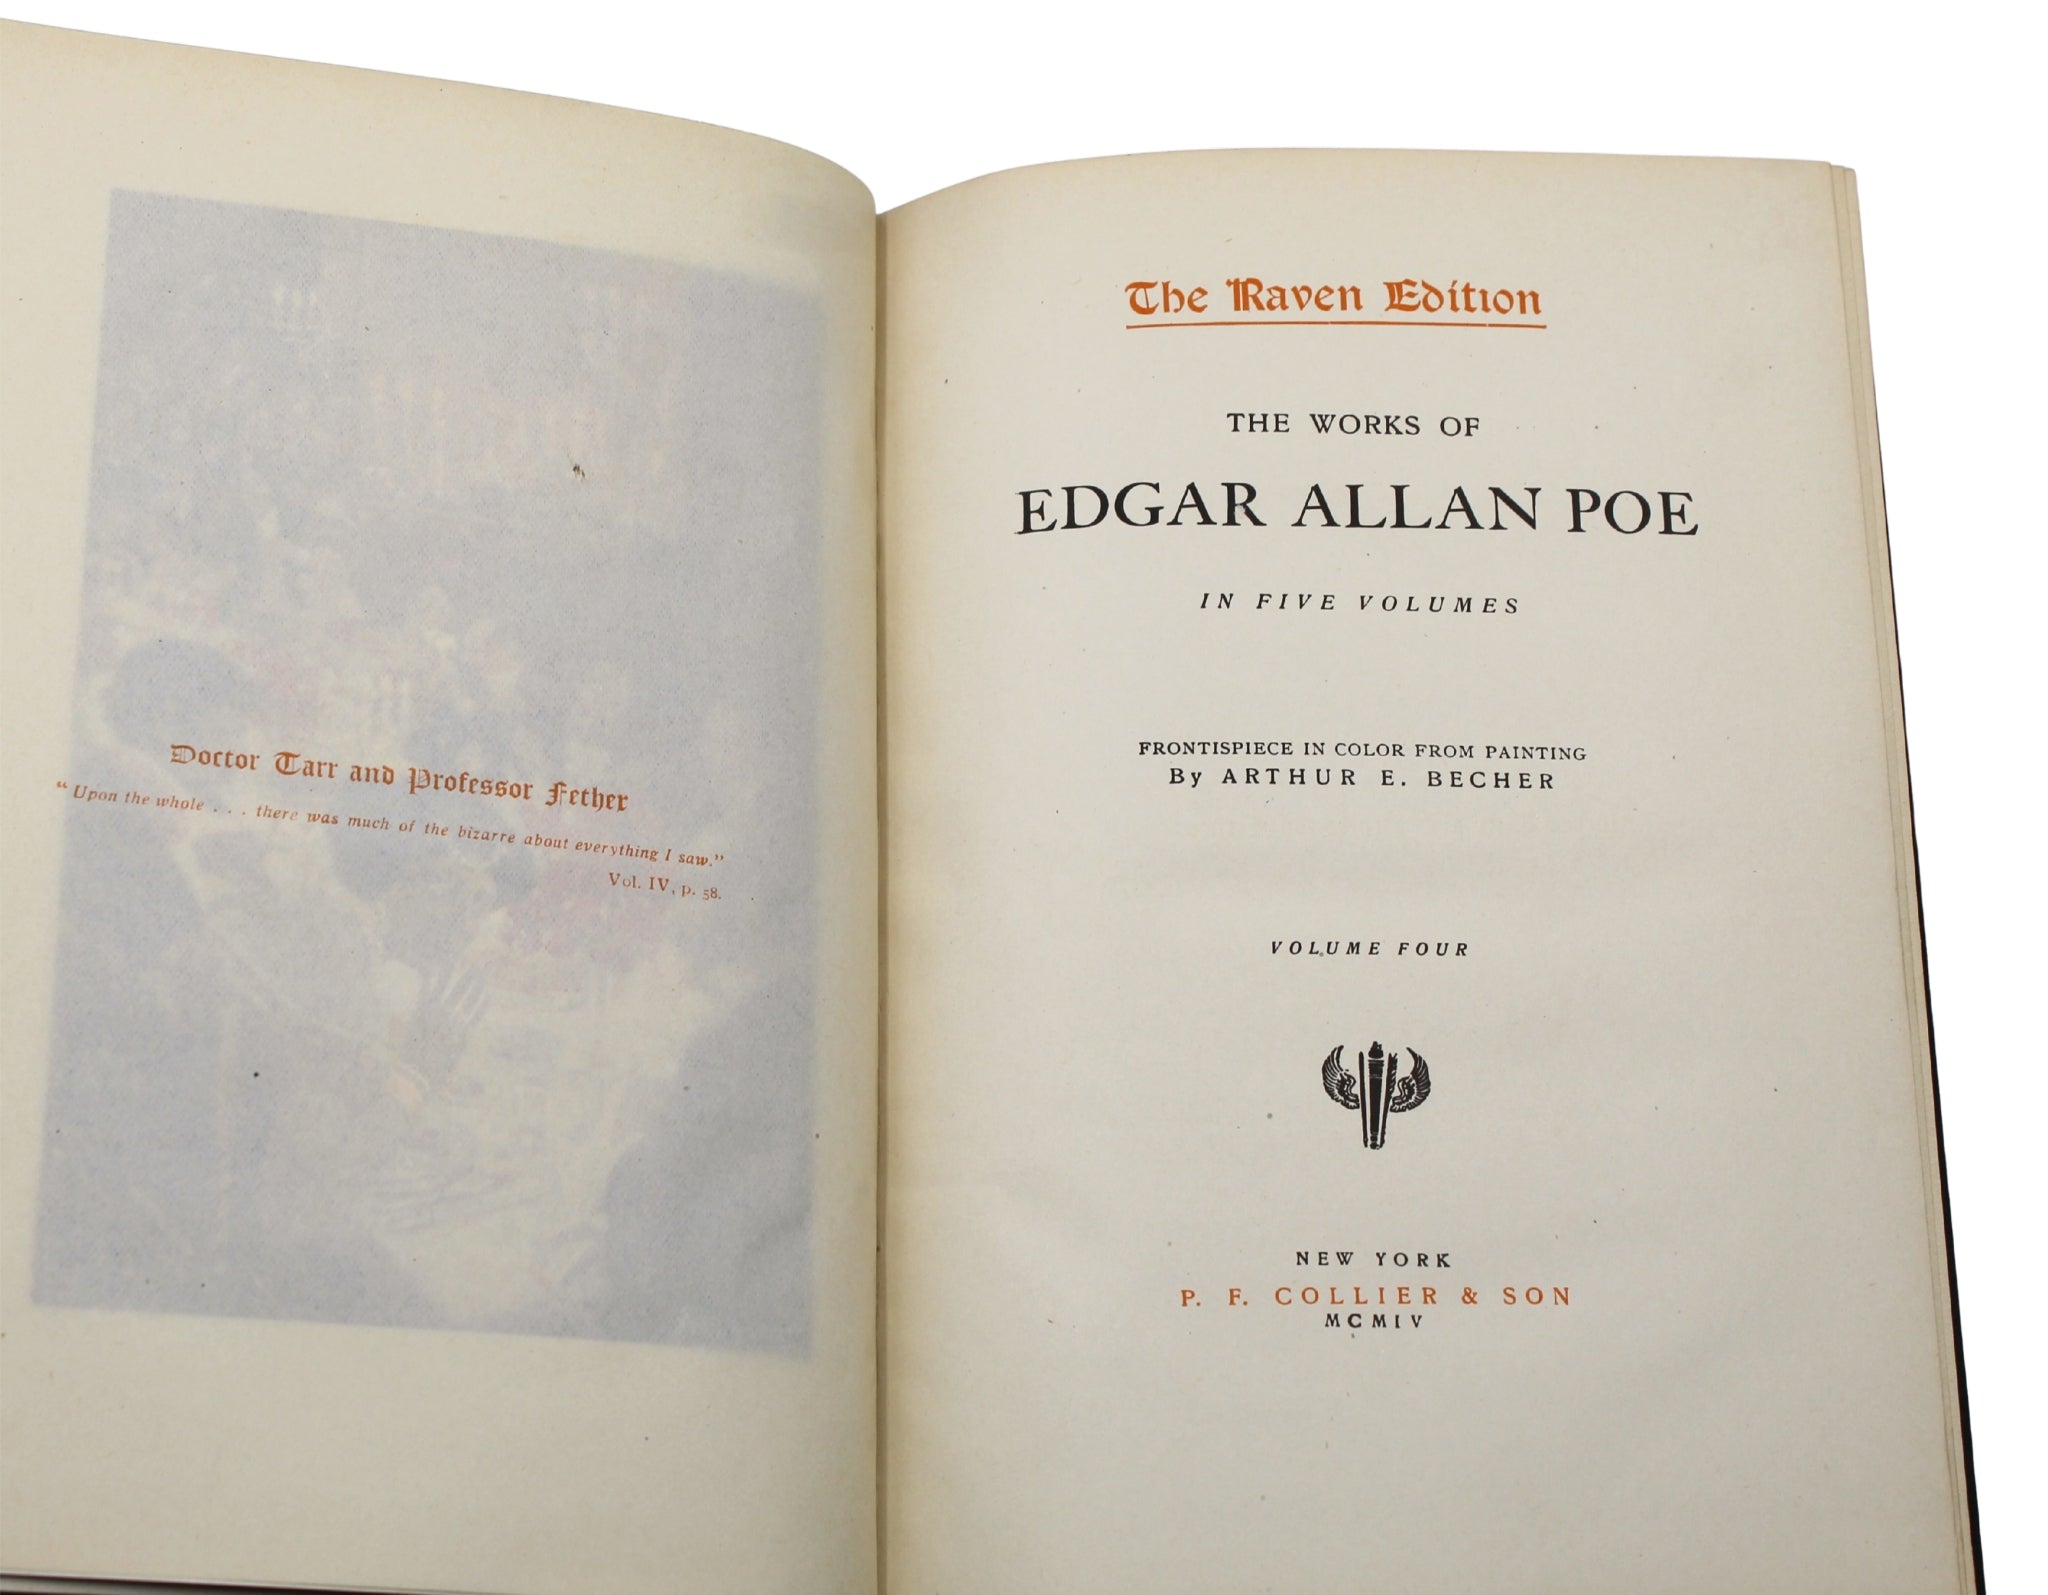 Doctor Tarr and Professor Fether
“Upon the whole . . . there was much of the bizarre about everything I saw.”
Vol. IV, p. 58.
The Raven Edition
THE WORKS OF
EDGAR ALLAN POE
IN FIVE VOLUMES
FRONTISPIECE IN COLOR FROM PAINTING
By ARTHUR E. BECHER
VOLUME FOUR
NEW YORK
P. F. COLLIER & SON
MCMIV